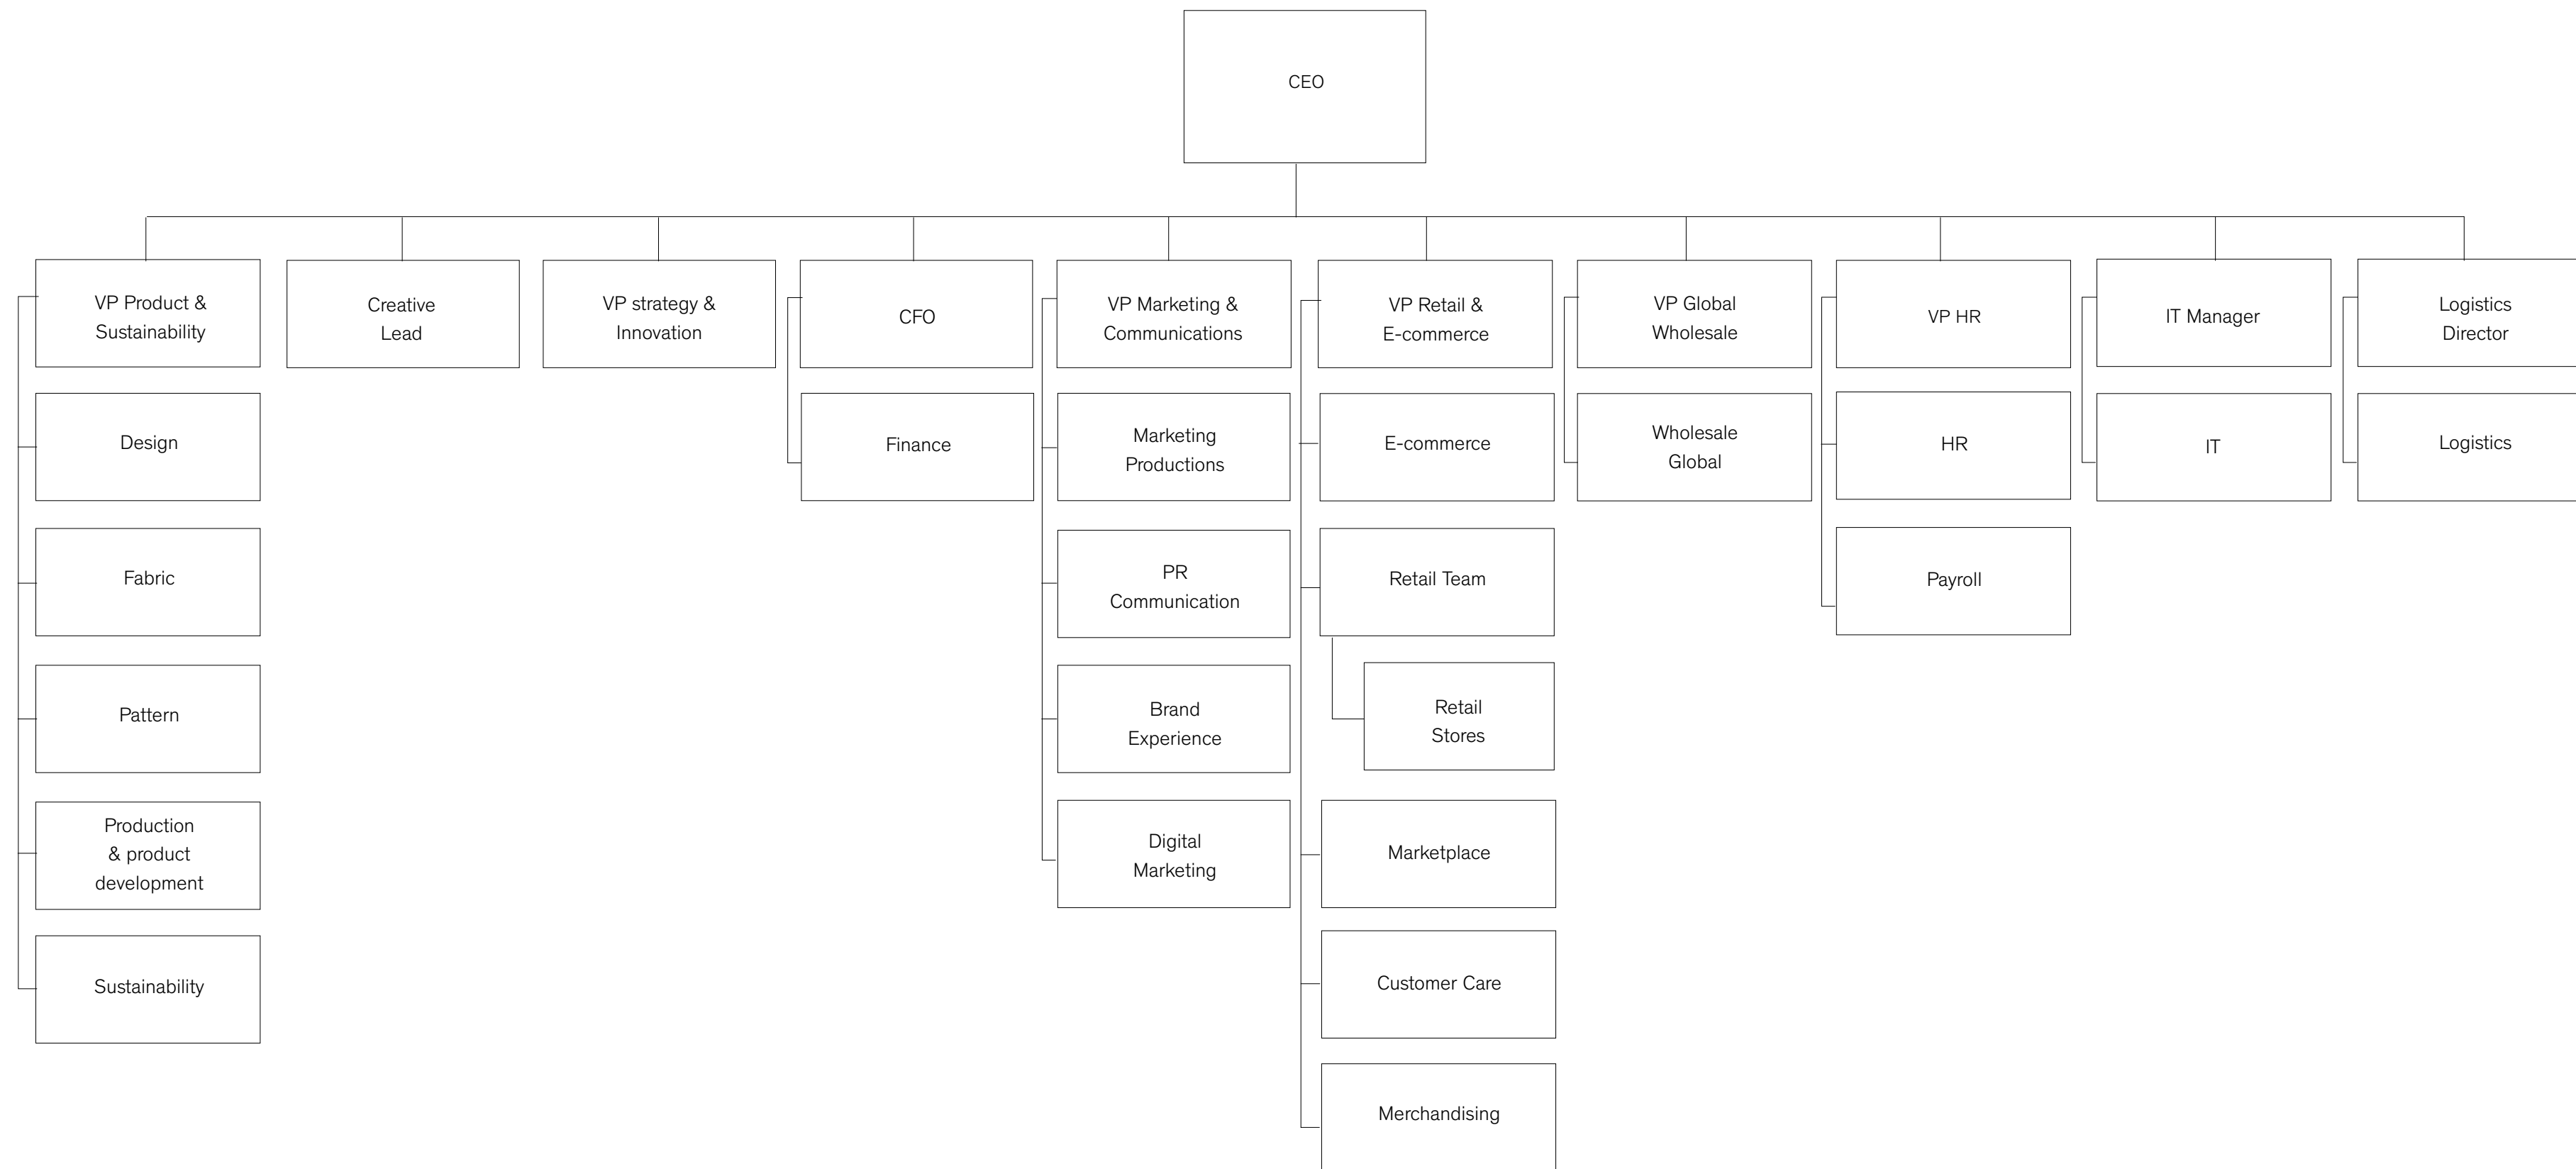 CEO
VP Product &
Sustainability
Creative
Lead
VP strategy &
Innovation
CFO
VP Marketing &
Communications
VP Retail &
E-commerce
VP Global
Wholesale
VP HR
IT Manager
Logistics
Director
Design
Finance
Marketing
Productions
E-commerce
Wholesale
Global
HR
IT
Logistics
Fabric
PR
Communication
Retail Team
Payroll
Pattern
Brand
Experience
Retail
Stores
Production
& product
development
Digital
Marketing
Marketplace
Sustainability
Customer Care
Merchandising